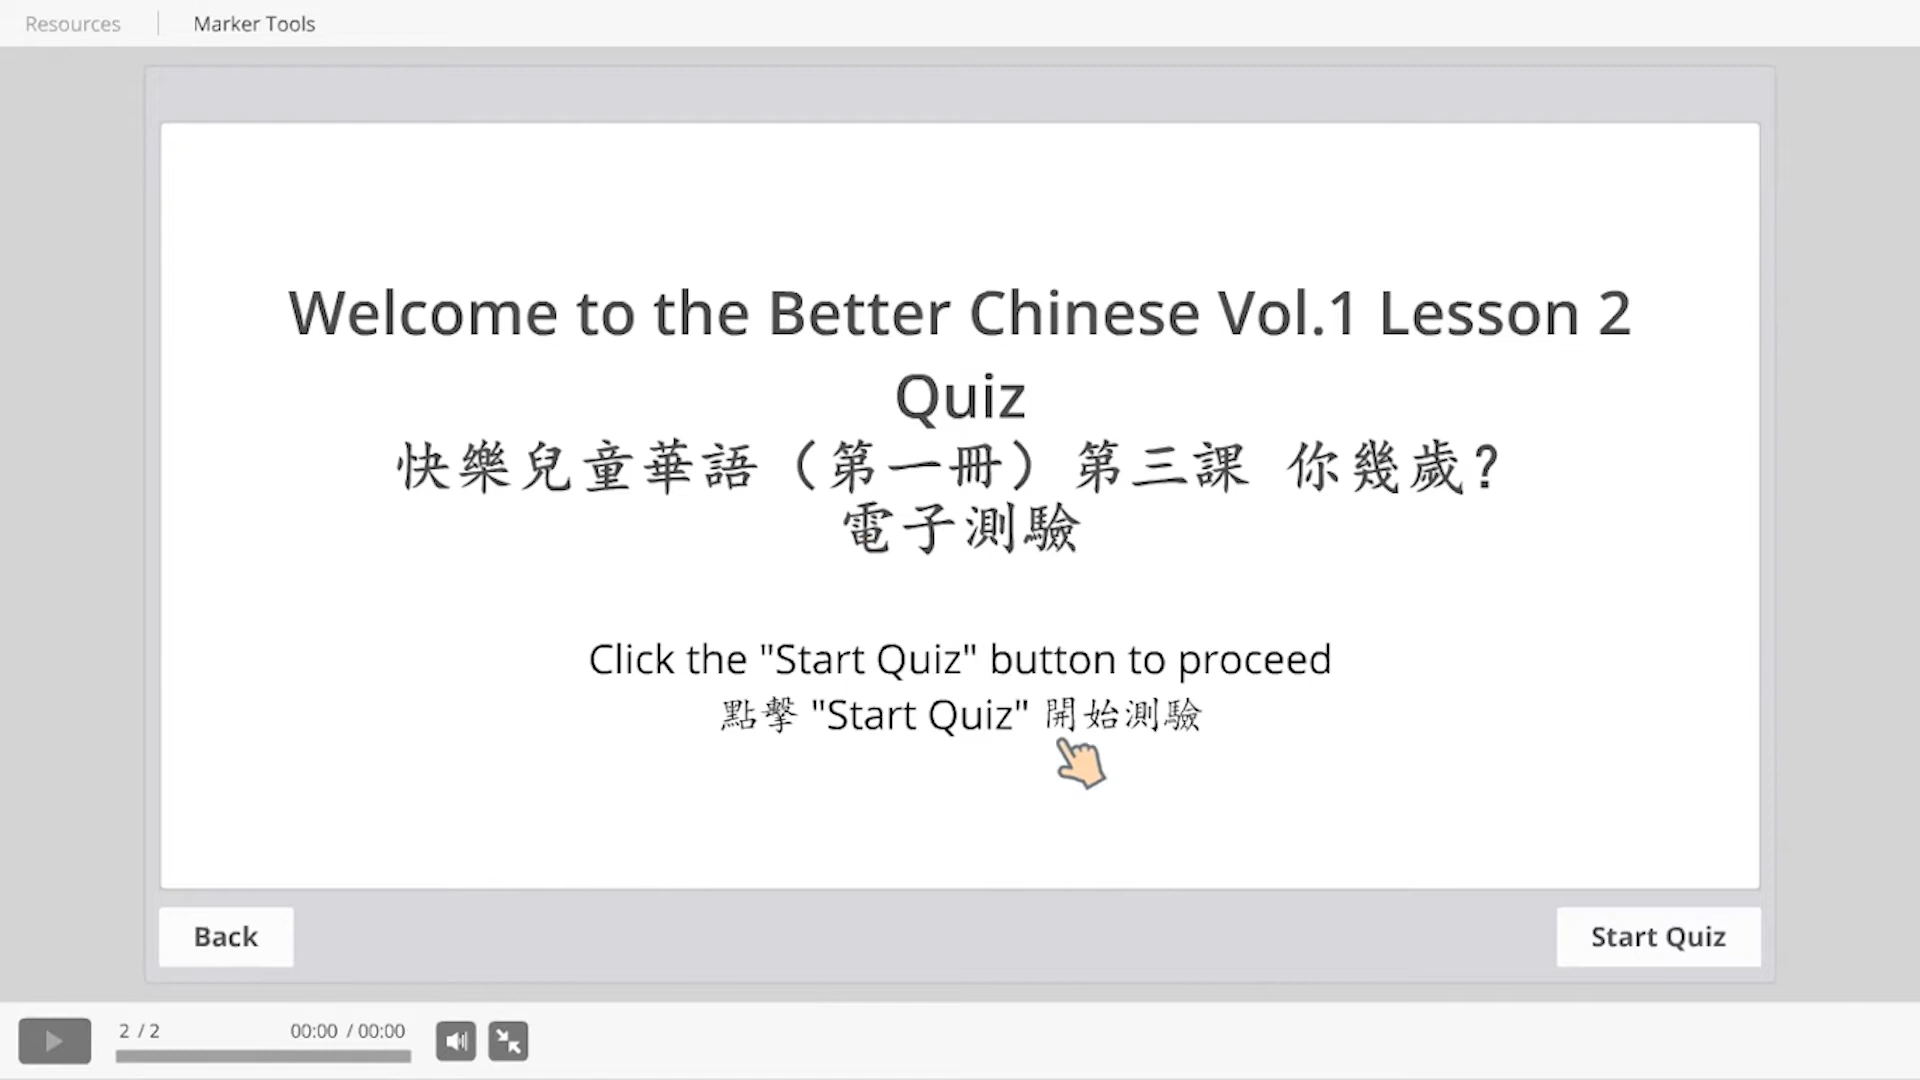 Resources
Marker Tools
Welcome to the Better Chinese Vol.1 Lesson 2
Quiz
快樂兒童華語（第一冊）第三課 你幾歲？
電子測驗
Click the "Start Quiz" button to proceed
點擊 "Start Quiz" 開始測驗
Back
Start Quiz
2 / 2
00:00 / 00:00